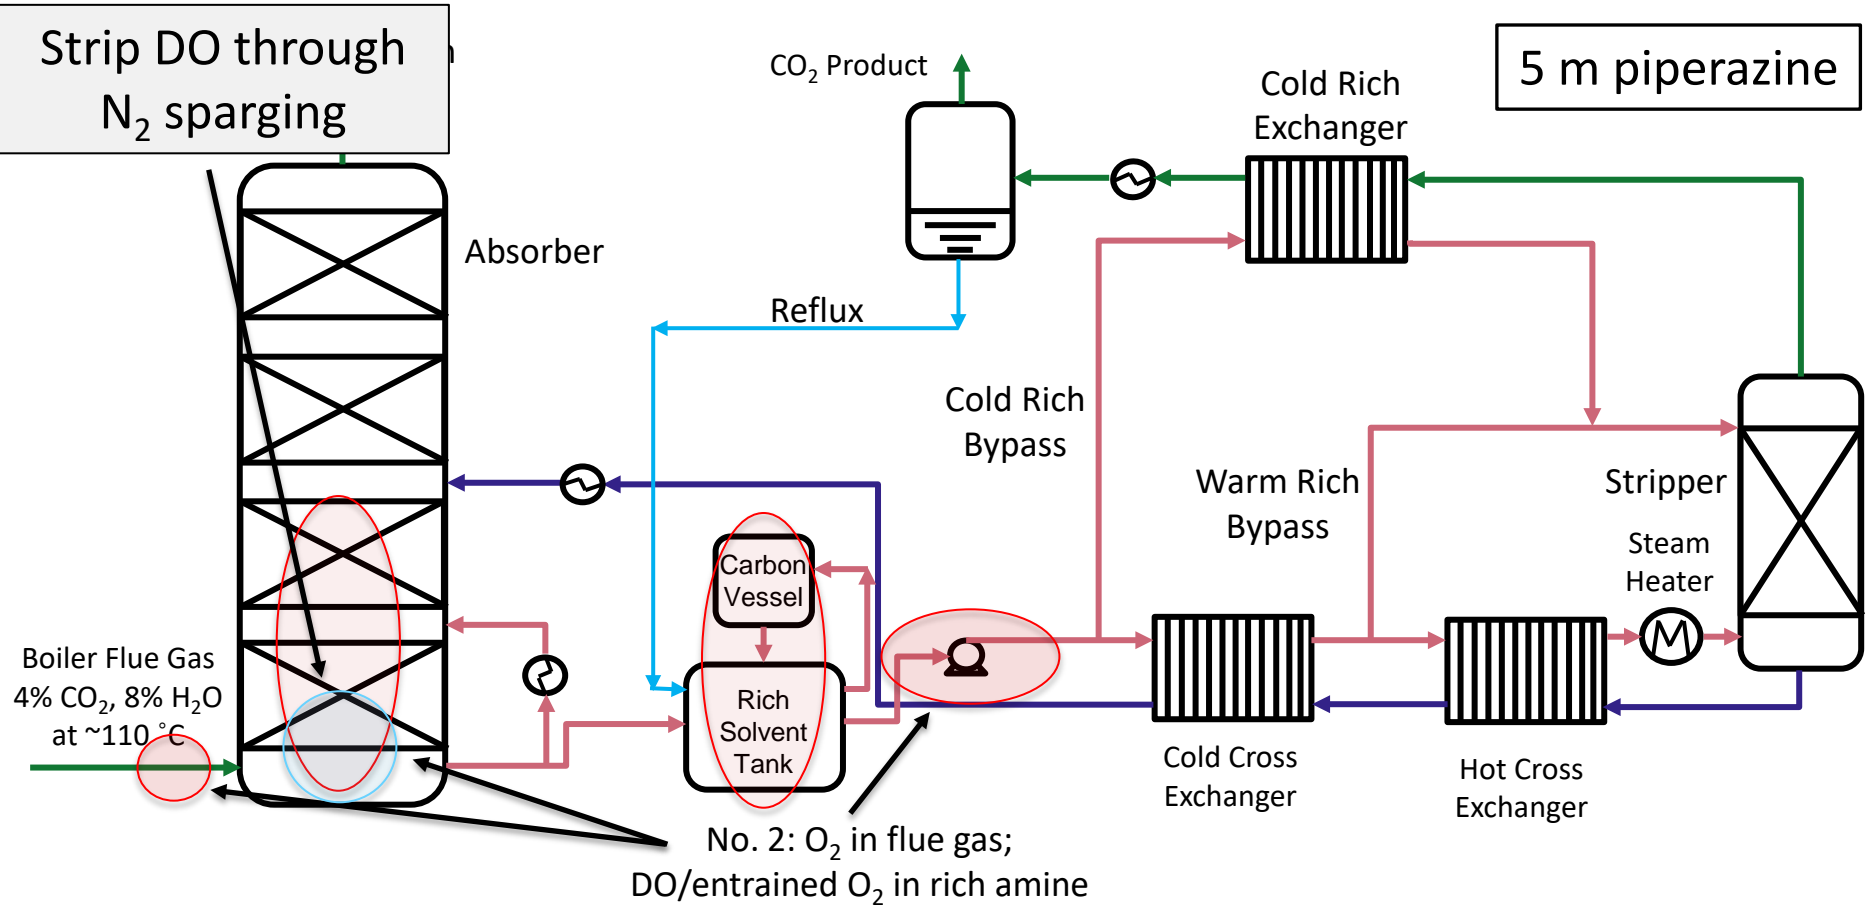 Strip DO through
N₂ sparging
CO₂ Product
Cold Rich
Exchanger
5 m piperazine
Absorber
Reflux
Cold Rich
Bypass
Warm Rich
Bypass
Stripper
Steam
Heater
Carbon
Vessel
Boiler Flue Gas
4% CO₂, 8% H₂O
at ~110 °C
Rich
Solvent
Tank
Cold Cross
Exchanger
Hot Cross
Exchanger
No. 2: O₂ in flue gas;
DO/entrained O₂ in rich amine